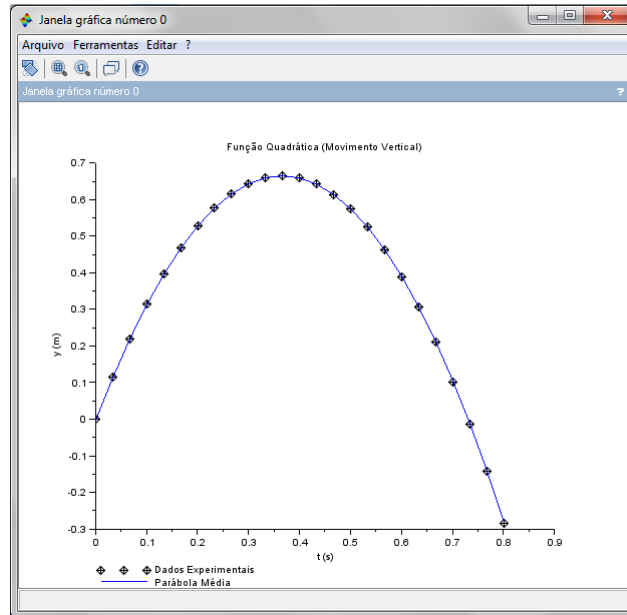 Janela gráfica número 0
Arquivo Ferramentas Editar ?
Janela gráfica número 0 ?
Função Quadrática (Movimento Vertical)
0.7
0.6
0.5
0.4
0.3
0.2
0.1
0
-0.1
-0.2
-0.3
y (m)
0 0.1 0.2 0.3 0.4 0.5 0.6 0.7 0.8 0.9
t (s)
Dados Experimentais
Parábola Média